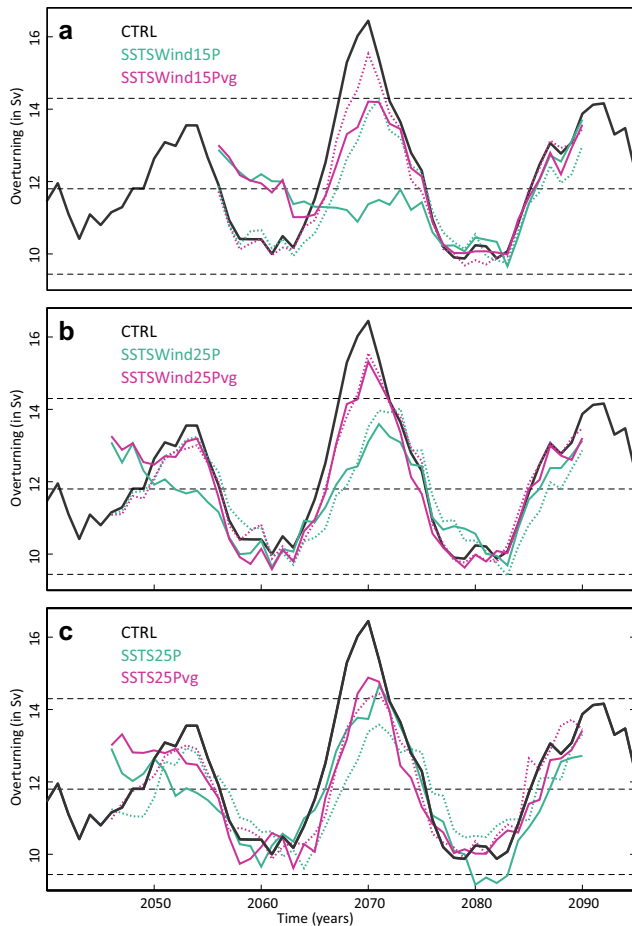 a
CTRL
SSTSWind15P
SSTSWind15Pvg
Overturning (in Sv)
16
14
12
10
b
CTRL
SSTSWind25P
SSTSWind25Pvg
Overturning (in Sv)
16
14
12
10
c
CTRL
SSTS25P
SSTS25Pvg
Overturning (in Sv)
16
14
12
10
2050 2060 2070 2080 2090
Time (years)